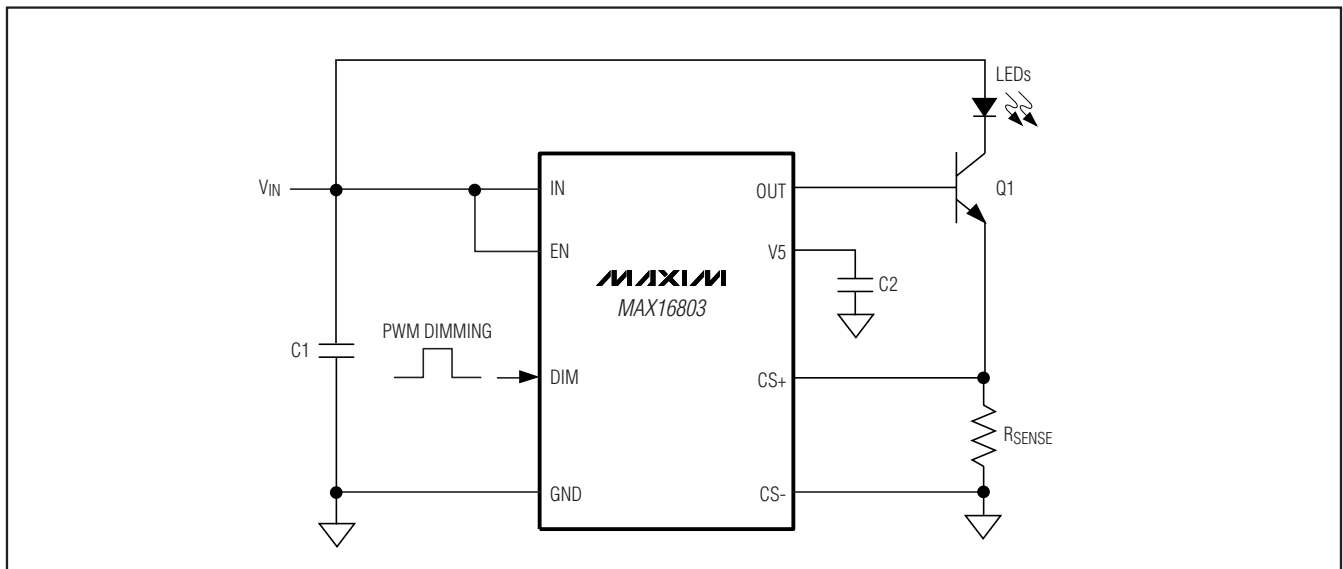 LEDs
VIN
IN
OUT
Q1
EN
V5
MAXIM
MAX16803
C2
PWM DIMMING
C1
DIM
CS+
RSENSE
GND
CS-